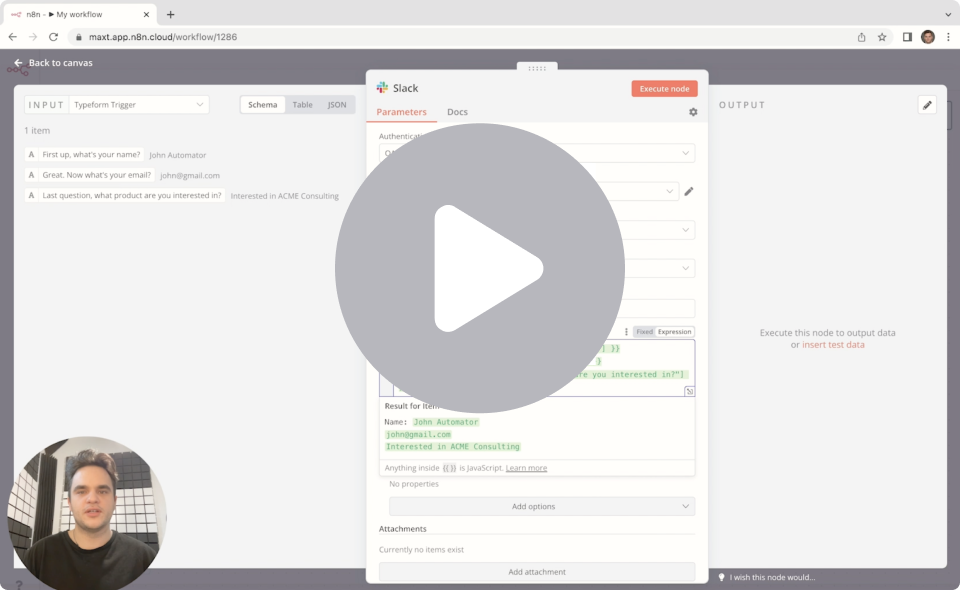 n8n - ▶ My workflow
maxt.app.n8n.cloud/workflow/1286
Back to canvas
INPUT Typeform Trigger
Schema Table JSON
1 item
A First up, what's your name? John Automator
A Great. Now what's your email? john@gmail.com
A Last question, what product are you interested in? Interested in ACME Consulting
Slack
Execute node
Parameters Docs
Fixed Expression
] }}
}
re you interested in?"]
Result for Item
Name: John Automator
john@gmail.com
Interested in ACME Consulting
Anything inside {{ }} is JavaScript. Learn more
No properties
Add options
Attachments
Currently no items exist
Add attachment
OUTPUT
Execute this node to output data
or insert test data
I wish this node would...
?